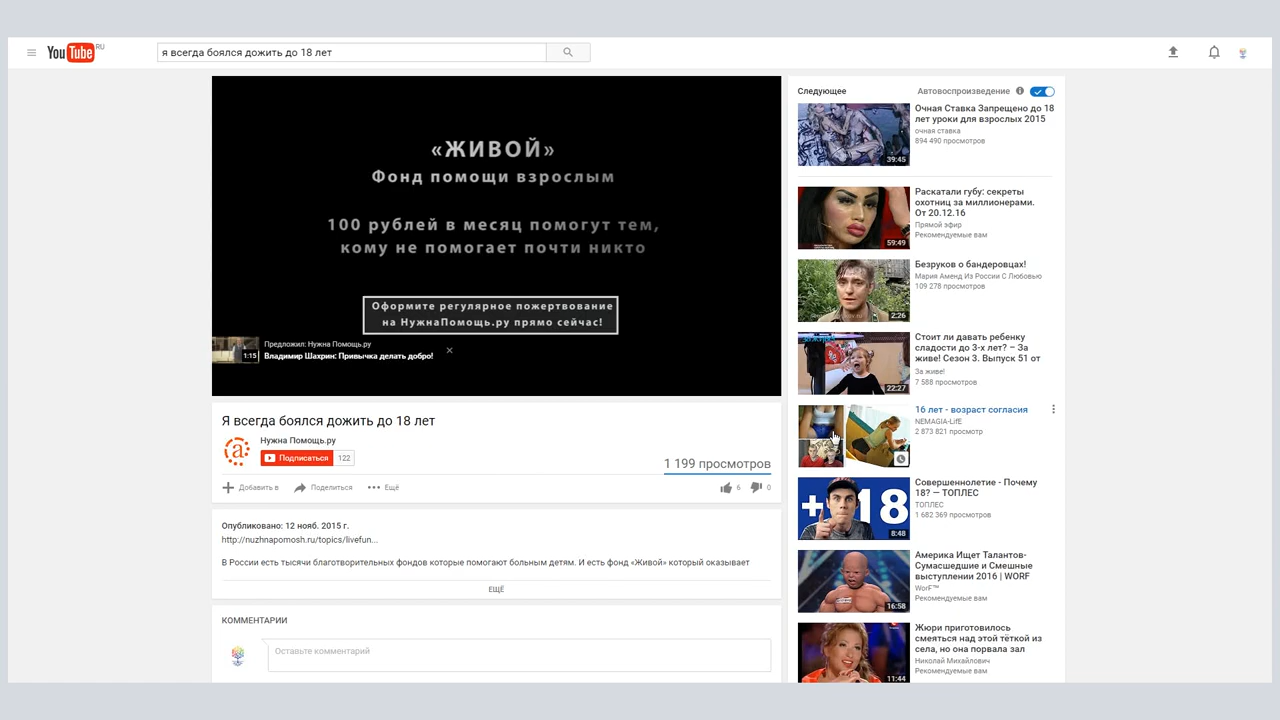 YouTube RU
я всегда боялся дожить до 18 лет
«ЖИВОЙ»
Фонд помощи взрослым
100 рублей в месяц помогут тем,
кому не помогает почти никто
Оформите регулярное пожертвование
на НужнаПомощь.ру прямо сейчас!
1:15
Предложил: Нужна Помощь.ру
Владимир Шахрин: Привычка делать добро!
Я всегда боялся дожить до 18 лет
Нужна Помощь.ру
Подписаться 122
1 199 просмотров
Добавить в Поделиться Ещё
6 0
Опубликовано: 12 нояб. 2015 г.
http://nuzhnapomosh.ru/topics/livefun...
В России есть тысячи благотворительных фондов которые помогают больным детям. И есть фонд «Живой» который оказывает
ЕЩЁ
КОММЕНТАРИИ
Оставьте комментарий
Следующее Автовоспроизведение
39:45
Очная Ставка Запрещено до 18
лет уроки для взрослых 2015
очная ставка
894 490 просмотров
59:49
Раскатали губу: секреты
охотниц за миллионерами.
От 20.12.16
Прямой эфир
Рекомендуемые вам
2:26
Безруков о бандеровцах!
Мария Аменд Из России С Любовью
109 278 просмотров
22:27
Стоит ли давать ребенку
сладости до 3-х лет? – За
живе! Сезон 3. Выпуск 51 от
За живе!
7 588 просмотров
16 лет - возраст согласия
NEMAGIA-LifE
2 873 821 просмотр
+18
8:48
Совершеннолетие - Почему
18? — ТОПЛЕС
ТОПЛЕС
1 682 369 просмотров
16:58
Америка Ищет Талантов-
Сумасшедшие и Смешные
выступлении 2016 | WORF
WorF™
Рекомендуемые вам
11:44
Жюри приготовилось
смеяться над этой тёткой из
села, но она порвала зал
Николай Михайлович
Рекомендуемые вам